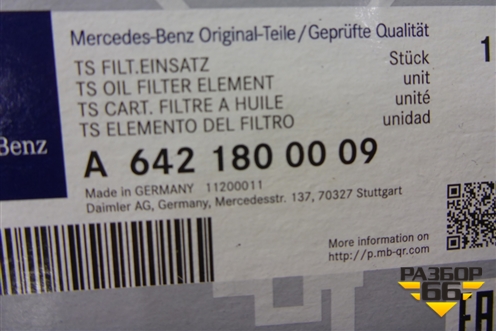 Mercedes-Benz Original-Teile/Geprüfte Qualität
TS FILT.EINSATZ Stück 1
TS OIL FILTER ELEMENT unit
TS CART. FILTRE A HUILE unité
TS ELEMENTO DEL FILTRO unidad
Benz
A 642 180 00 09
Made in GERMANY 11200011
Daimler AG, Germany, Mercedesstr. 137, 70327 Stuttgart
More information on
http://p.mb-qr.com
РАЗБОР
66
EAC